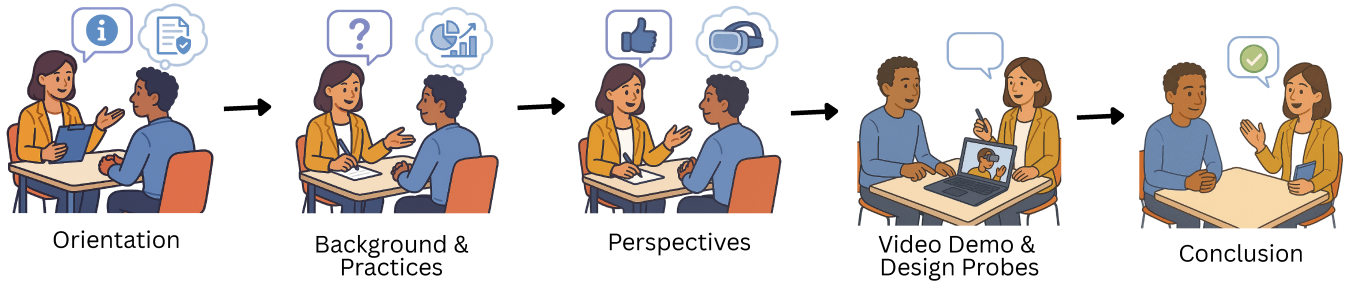 Orientation
Background &
Practices
Perspectives
Video Demo &
Design Probes
Conclusion